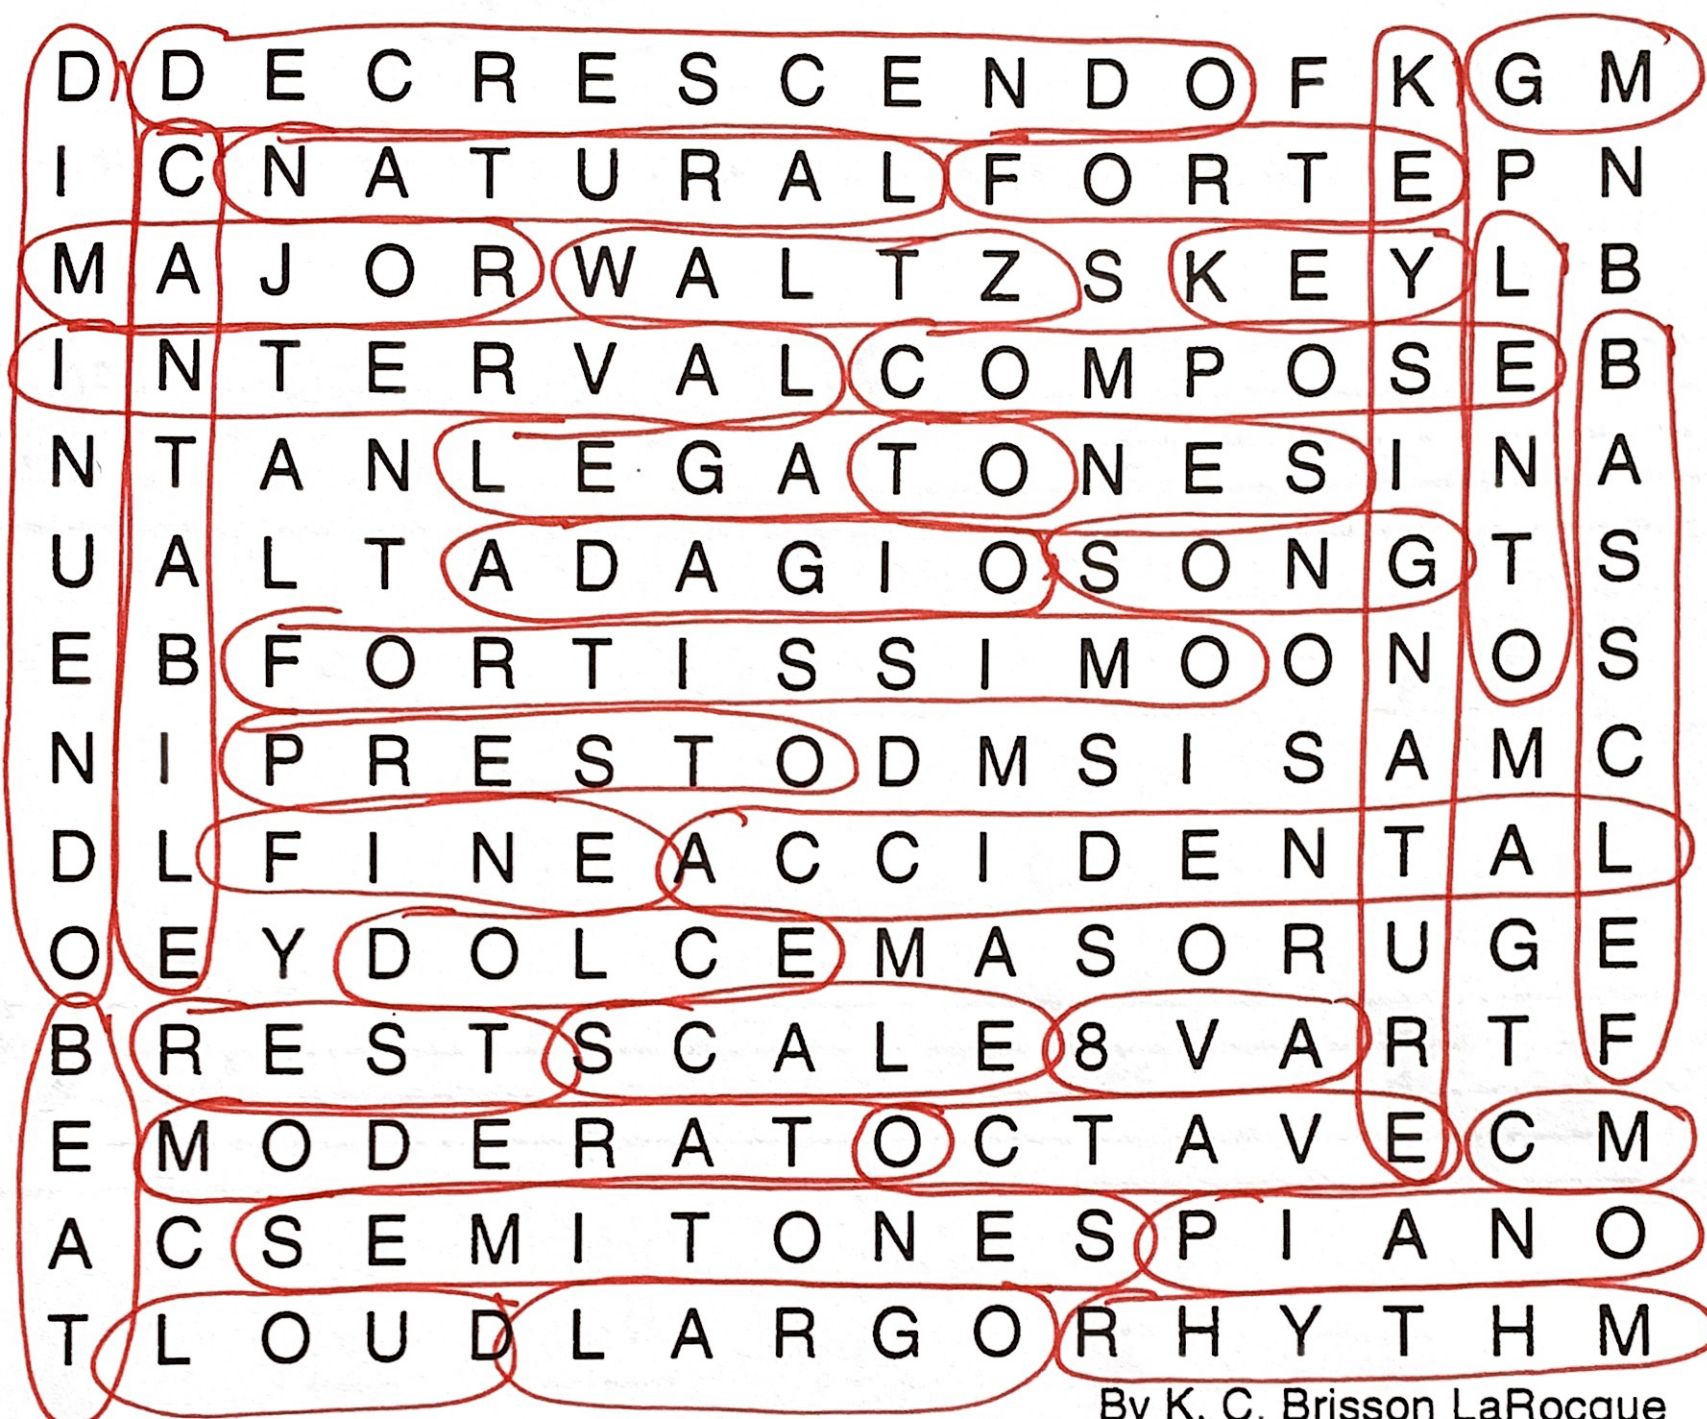 D D E C R E S C E N D O F K G M
I C N A T U R A L F O R T E P N
M A J O R W A L T Z S K E Y L B
I N T E R V A L C O M P O S E B
N T A N L E G A T O N E S I N A
U A L T A D A G I O S O N G T S
E B F O R T I S S I M O O N O S
N I P R E S T O D M S I S A M C
D L F I N E A C C I D E N T A L
O E Y D O L C E M A S O R U G E
B R E S T S C A L E 8 V A R T F
E M O D E R A T O C T A V E C M
A C S E M I T O N E S P I A N O
T L O U D L A R G O R H Y T H M
By K. C. Brisson LaRocque